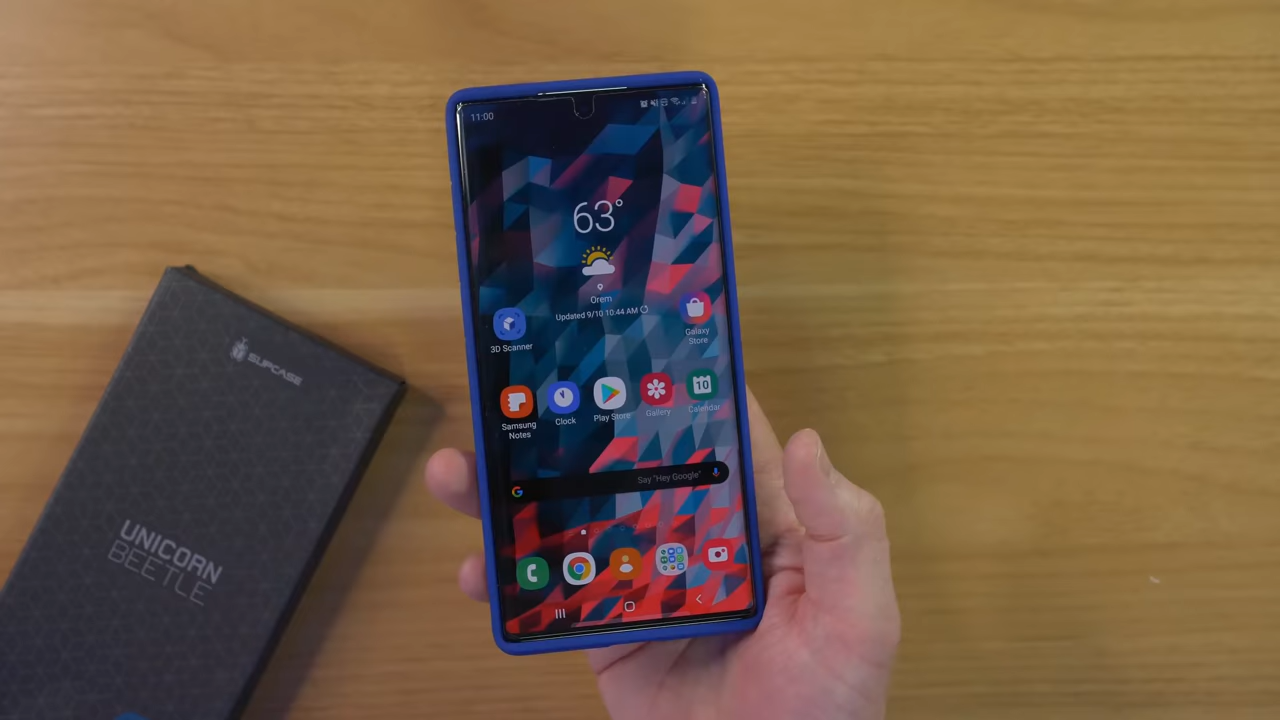 11:00
63°
Orem
Updated 9/10 10:44 AM
3D Scanner
Galaxy
Store
10
Samsung
Notes
Clock
Play Store
Gallery
Calendar
G
Say "Hey Google"
SUPCASE
UNICORN
BEETLE